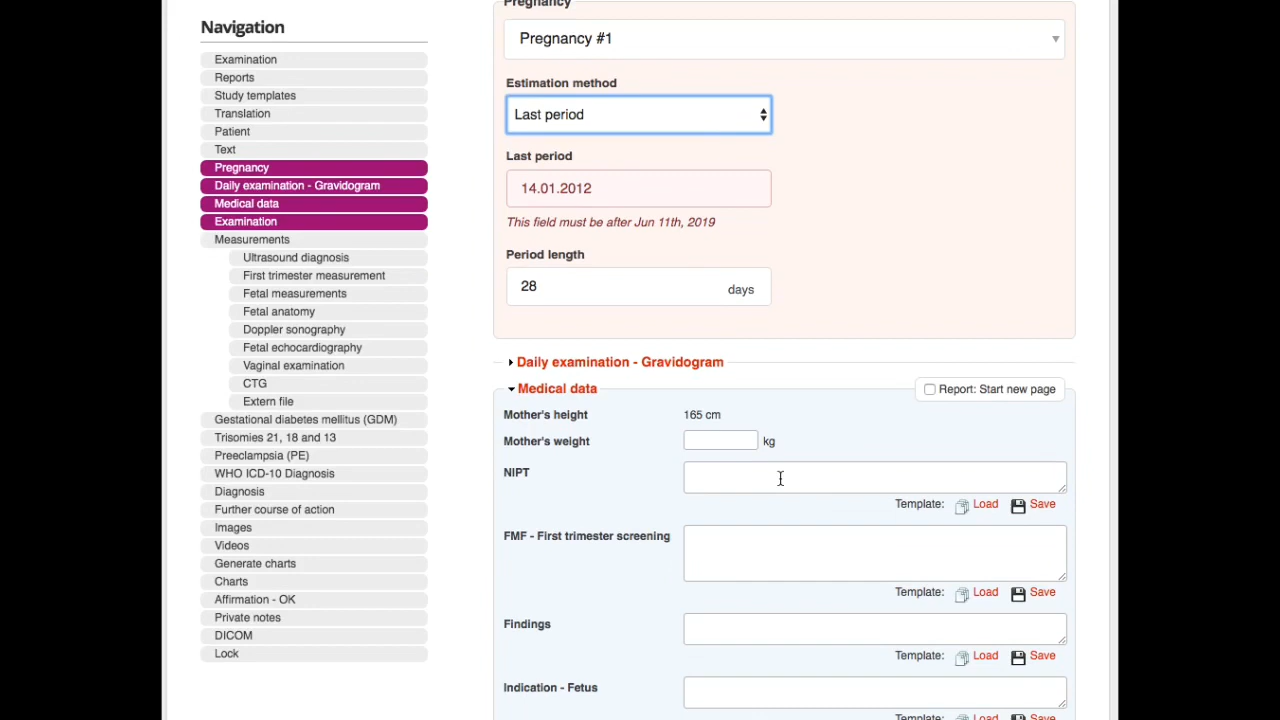 Navigation
Examination
Reports
Study templates
Translation
Patient
Text
Pregnancy
Daily examination - Gravidogram
Medical data
Examination
Measurements
Ultrasound diagnosis
First trimester measurement
Fetal measurements
Fetal anatomy
Doppler sonography
Fetal echocardiography
Vaginal examination
CTG
Extern file
Gestational diabetes mellitus (GDM)
Trisomies 21, 18 and 13
Preeclampsia (PE)
WHO ICD-10 Diagnosis
Diagnosis
Further course of action
Images
Videos
Generate charts
Charts
Affirmation - OK
Private notes
DICOM
Lock
Pregnancy
Pregnancy #1
Estimation method
Last period
Last period
14.01.2012
This field must be after Jun 11th, 2019
Period length
28 days
Daily examination - Gravidogram
Medical data Report: Start new page
Mother's height 165 cm
Mother's weight kg
NIPT
Template: Load Save
FMF - First trimester screening
Template: Load Save
Findings
Template: Load Save
Indication - Fetus
Template: Load Save